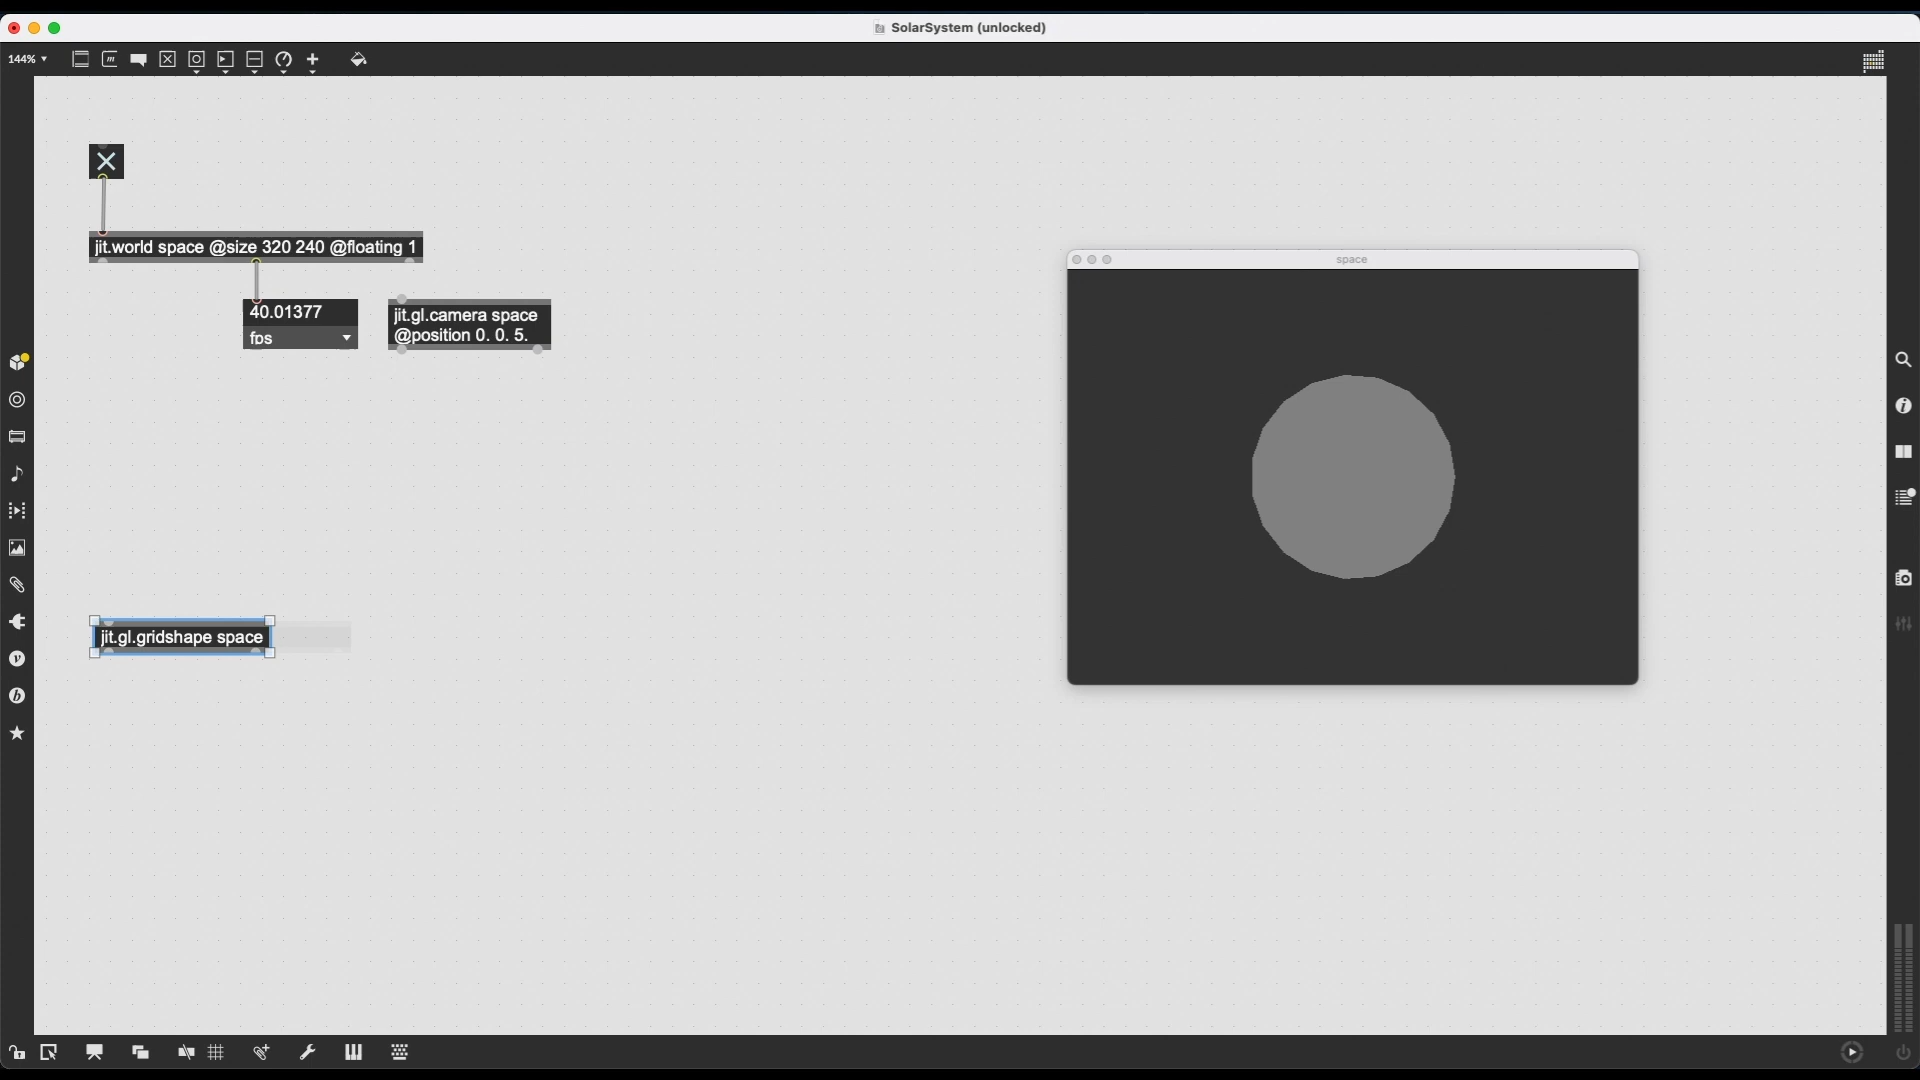 SolarSystem (unlocked)
144%
jit.world space @size 320 240 @floating 1
space
40.01377
fps
jit.gl.camera space
@position 0. 0. 5.
jit.gl.gridshape space